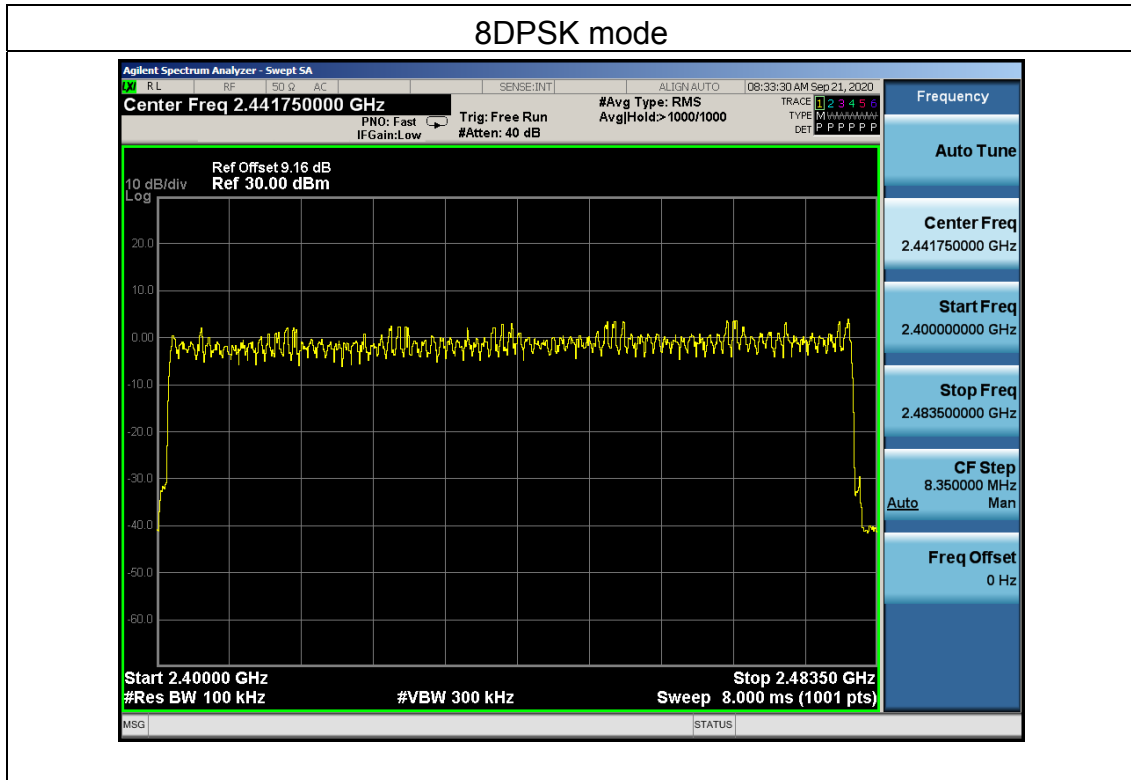 8DPSK mode
Agilent Spectrum Analyzer - Swept SA
LXI RL RF 50 Ω AC SENSE:INT ALIGN AUTO 08:33:30 AM Sep 21, 2020
Center Freq 2.441750000 GHz
PNO: Fast
IFGain:Low
Trig: Free Run
#Atten: 40 dB
#Avg Type: RMS
Avg|Hold:>1000/1000
TRACE 1 2 3 4 5 6
TYPE M
DET P P P P P P
Ref Offset 9.16 dB
10 dB/div Ref 30.00 dBm
Log
20.0
10.0
0.00
-10.0
-20.0
-30.0
-40.0
-50.0
-60.0
Start 2.40000 GHz Stop 2.48350 GHz
#Res BW 100 kHz #VBW 300 kHz Sweep 8.000 ms (1001 pts)
MSG STATUS
Frequency
Auto Tune
Center Freq
2.441750000 GHz
Start Freq
2.400000000 GHz
Stop Freq
2.483500000 GHz
CF Step
8.350000 MHz
Auto Man
Freq Offset
0 Hz